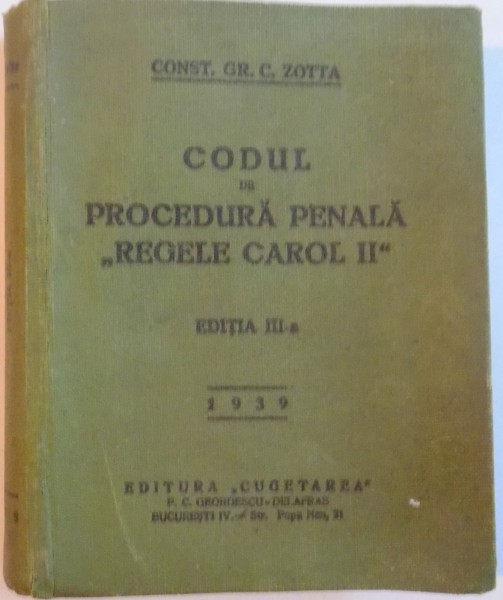 CONST. GR. C. ZOTTA
CODUL
DE
PROCEDURĂ PENALĂ
„REGELE CAROL II“
EDIȚIA III-a
1939
EDITURA „CUGETAREA“
P. C. GEORGESCU-DELAFRAS
BUCUREȘTI IV. — Str. Popa Nan, 21